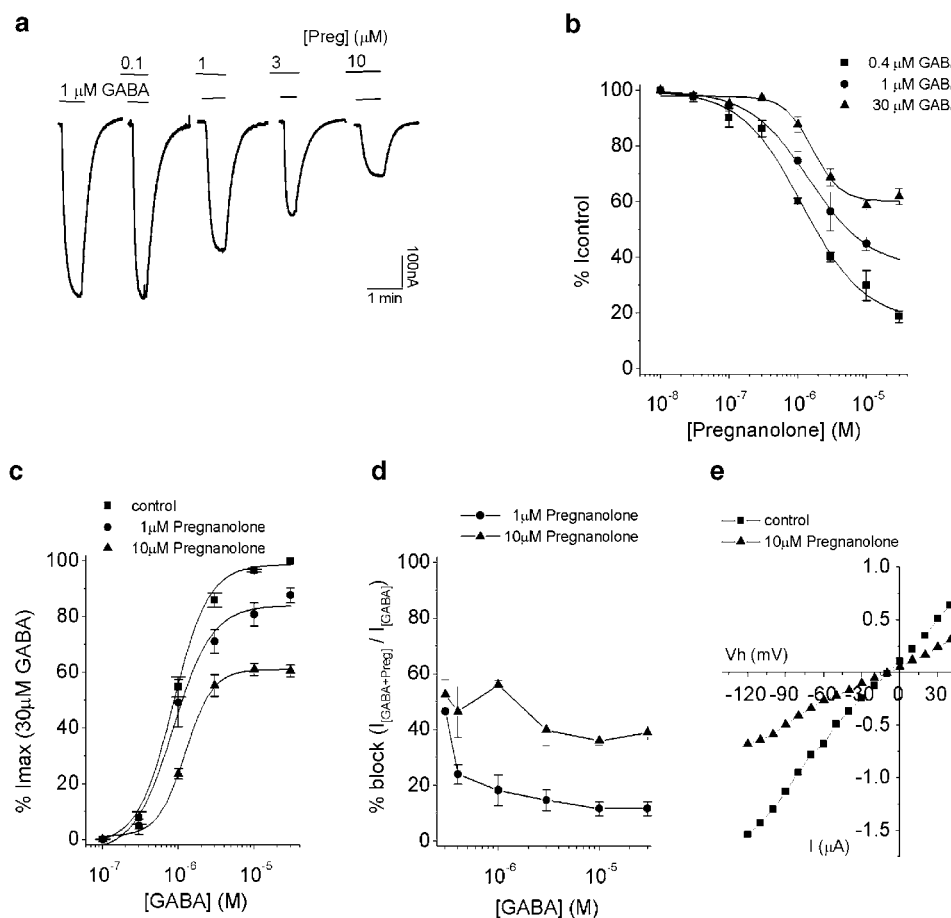 a
[Preg] (μM)
0.1 1 3 10
1 μM GABA
100nA
1 min
b
0.4 μM GAB
1 μM GAB
30 μM GAB
% Icontrol
100
80
60
40
20
0
10⁻⁸ 10⁻⁷ 10⁻⁶ 10⁻⁵
[Pregnanolone] (M)
c
control
1μM Pregnanolone
10μM Pregnanolone
% Imax (30μM GABA)
100
80
60
40
20
0
10⁻⁷ 10⁻⁶ 10⁻⁵
[GABA] (M)
d
1μM Pregnanolone
10μM Pregnanolone
% block (I[GABA+Preg] / I[GABA])
100
80
60
40
20
0
10⁻⁶ 10⁻⁵
[GABA] (M)
e
control
10μM Pregnanolone
1.0
0.5
Vh (mV)
-120 -90 -60 -30 0 30
-0.5
-1.0
-1.5
I (μA)